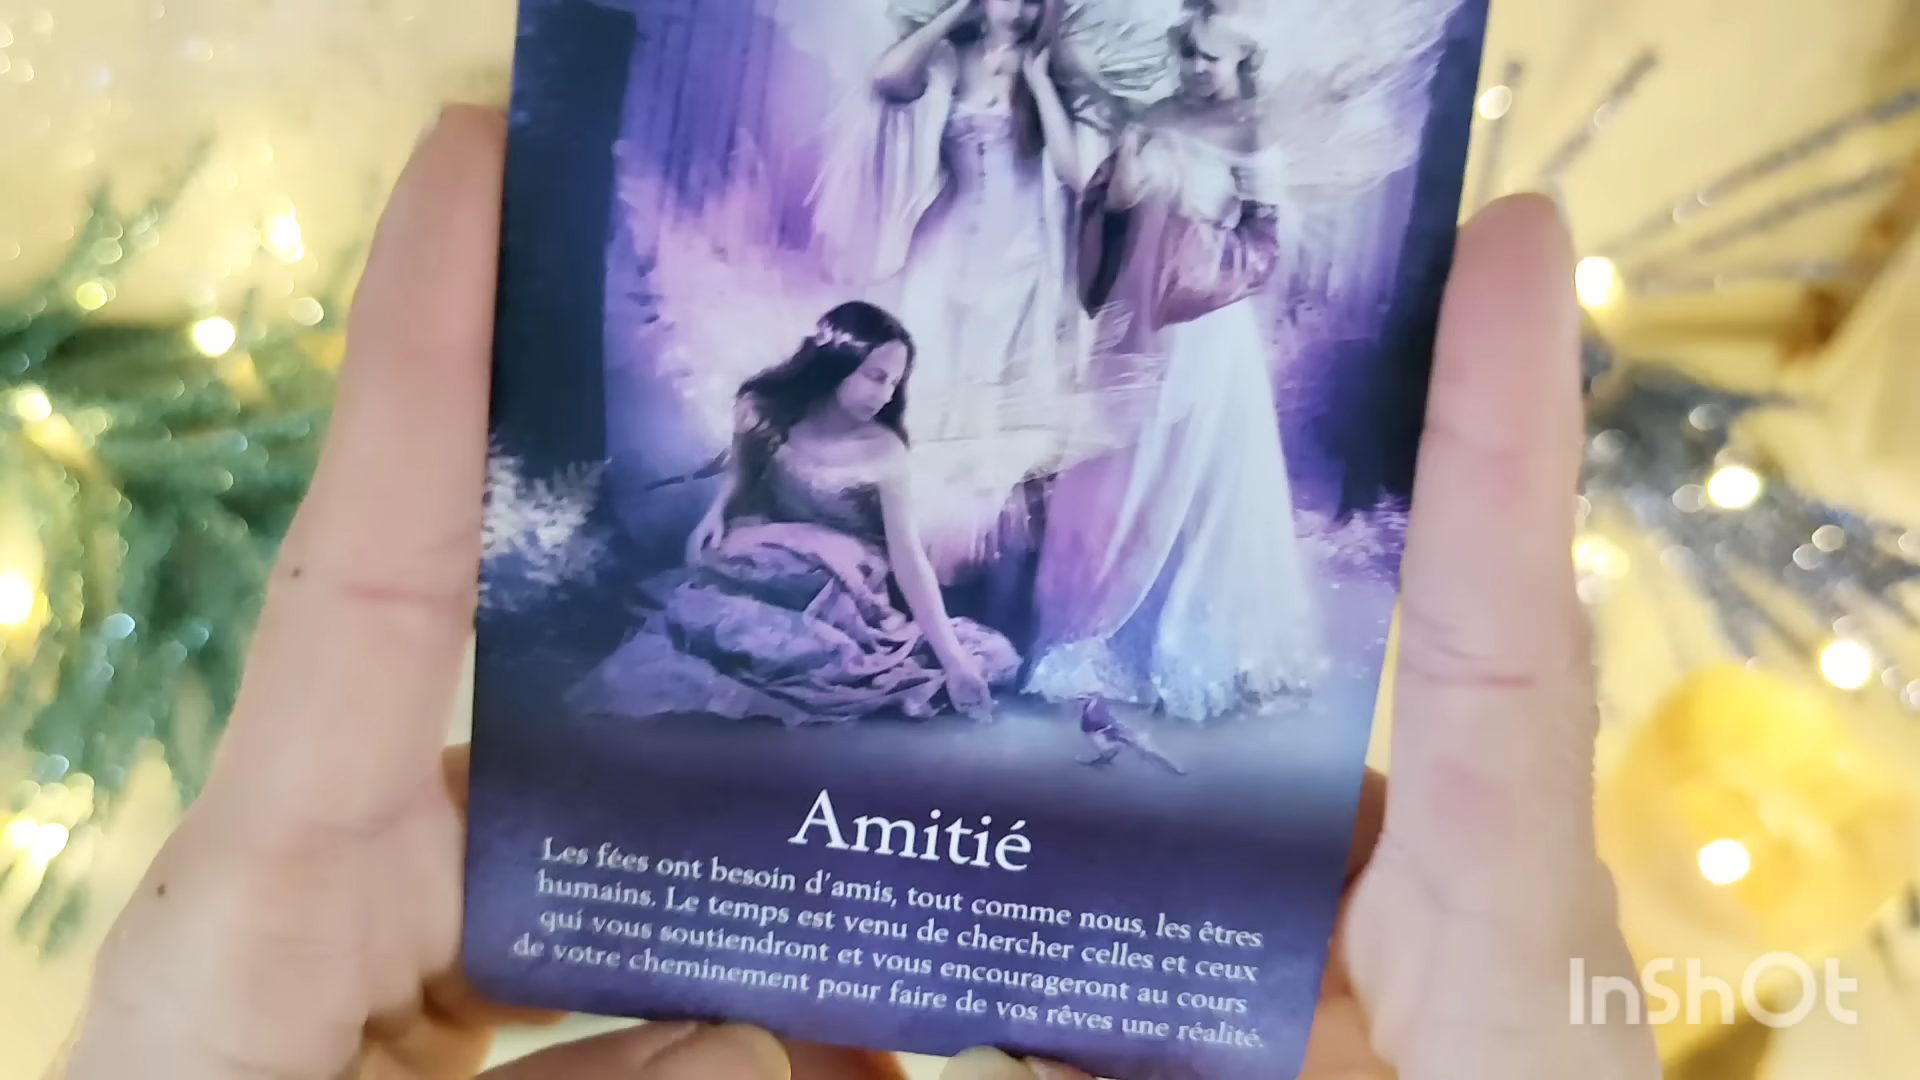 Amitié
Les fées ont besoin d'amis, tout comme nous, les êtres
humains. Le temps est venu de chercher celles et ceux
qui vous soutiendront et vous encourageront au cours
de votre cheminement pour faire de vos rêves une réalité.
InShOt